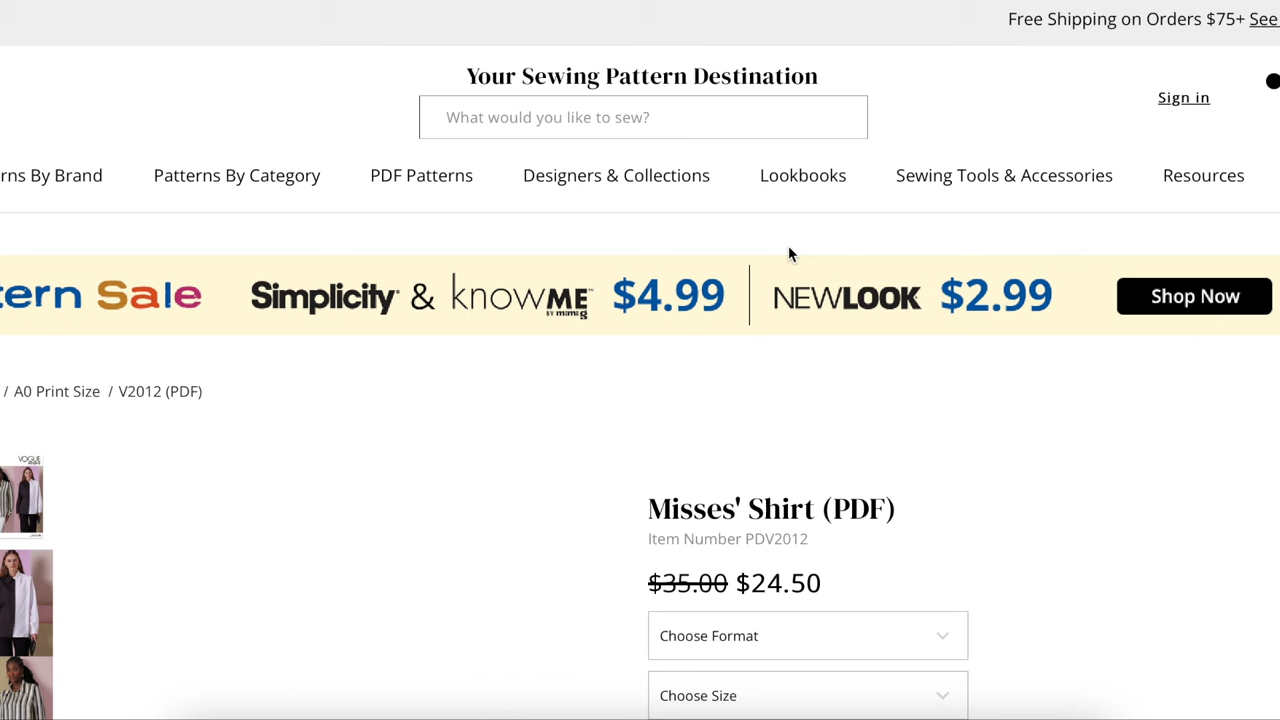 Free Shipping on Orders $75+ See
Your Sewing Pattern Destination
What would you like to sew?
Sign in
rns By Brand Patterns By Category PDF Patterns Designers & Collections Lookbooks Sewing Tools & Accessories Resources
tern Sale Simplicity & knowME BY mimi g $4.99 NEWLOOK $2.99 Shop Now
/ A0 Print Size / V2012 (PDF)
VOGUE
Misses' Shirt (PDF)
Item Number PDV2012
$35.00 $24.50
Choose Format
Choose Size